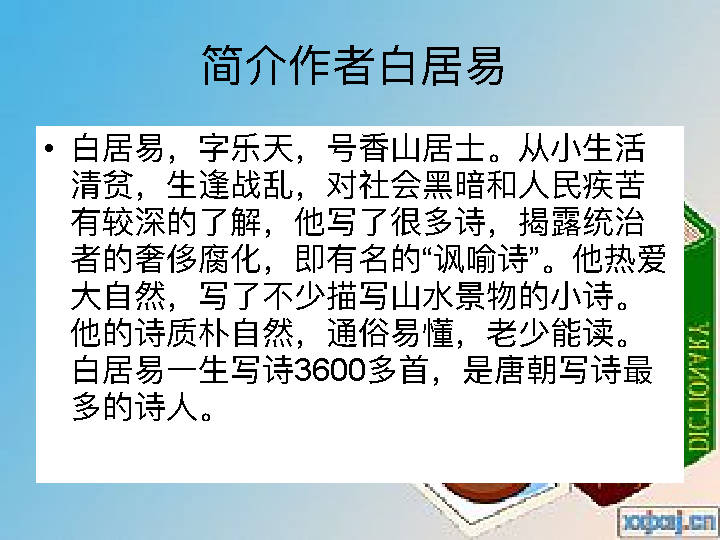 简介作者白居易
• 白居易，字乐天，号香山居士。从小生活
清贫，生逢战乱，对社会黑暗和人民疾苦
有较深的了解，他写了很多诗，揭露统治
者的奢侈腐化，即有名的“讽喻诗”。他热爱
大自然，写了不少描写山水景物的小诗。
他的诗质朴自然，通俗易懂，老少能读。
白居易一生写诗3600多首，是唐朝写诗最
多的诗人。
DICTIONARY